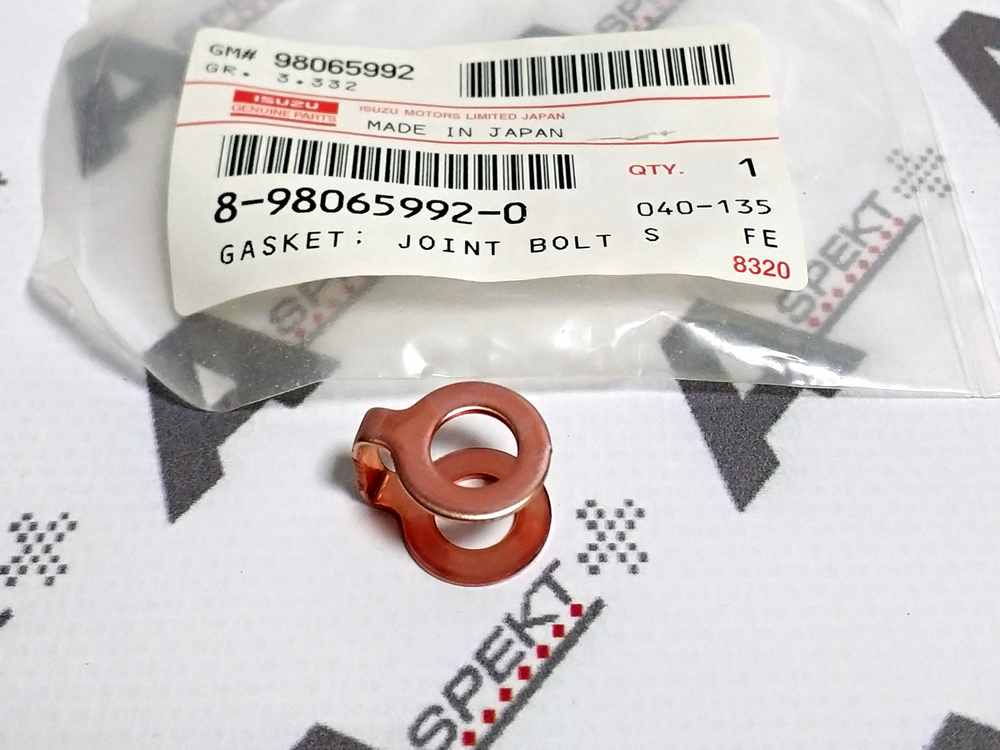 GM# 98065992
GR. 3.332
ISUZU
GENUINE PARTS
ISUZU MOTORS LIMITED JAPAN
MADE IN JAPAN
QTY. 1
8-98065992-0
040-135
GASKET; JOINT BOLT S FE
8320
SPEKT
SPEKT
SPEKT